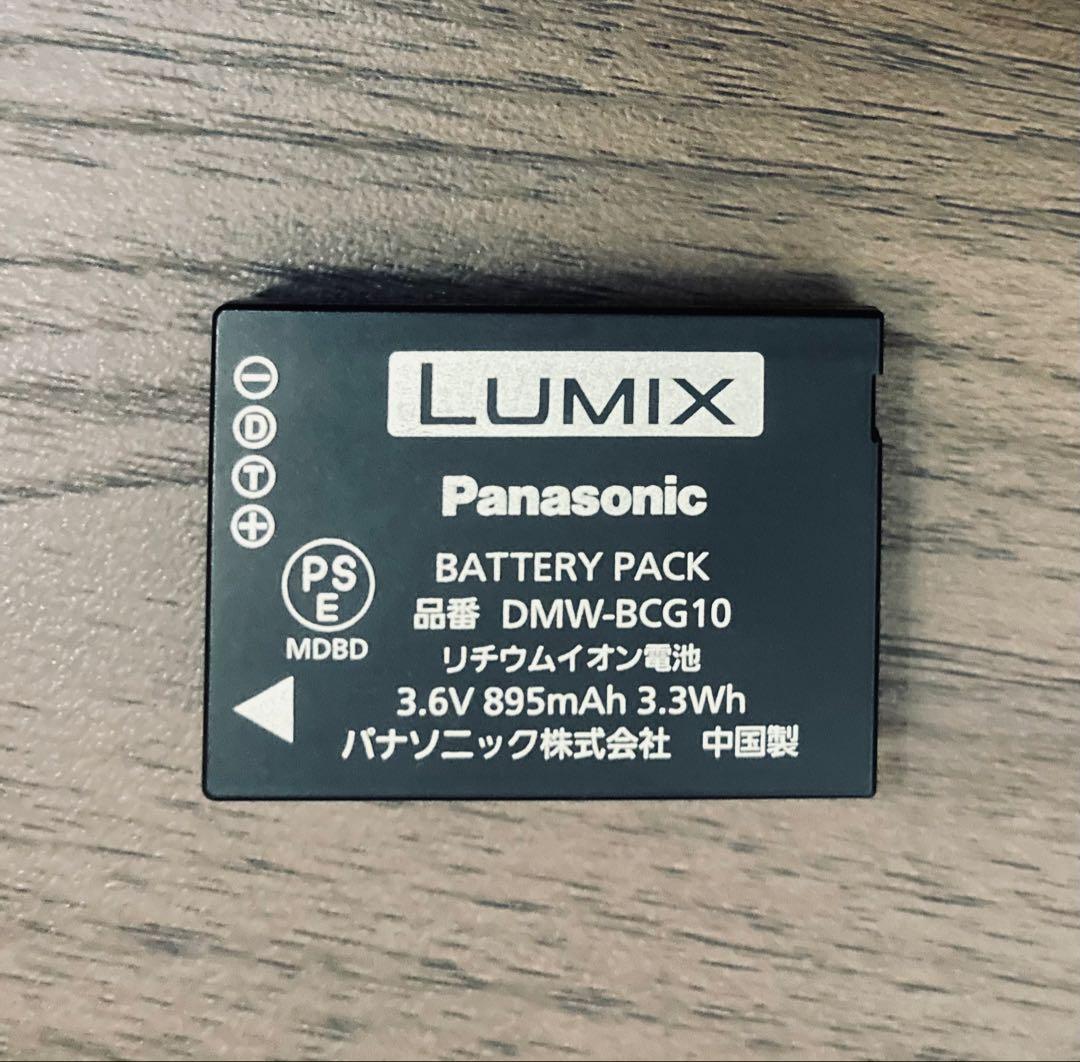 LUMIX
Panasonic
BATTERY PACK
品番 DMW-BCG10
リチウムイオン電池
3.6V 895mAh 3.3Wh
パナソニック株式会社 中国製
−
D
T
+
PS
E
MDBD